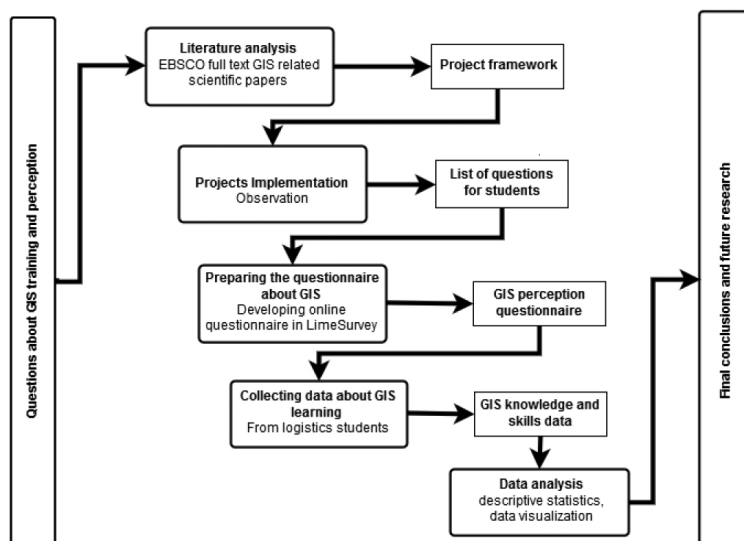 Questions about GIS training and perception
Literature analysis
EBSCO full text GIS related
scientific papers
Project framework
Projects Implementation
Observation
List of questions
for students
Preparing the questionnaire
about GIS
Developing online
questionnaire in LimeSurvey
GIS perception
questionnaire
Collecting data about GIS
learning
From logistics students
GIS knowledge and
skills data
Data analysis
descriptive statistics,
data visualization
Final conclusions and future research